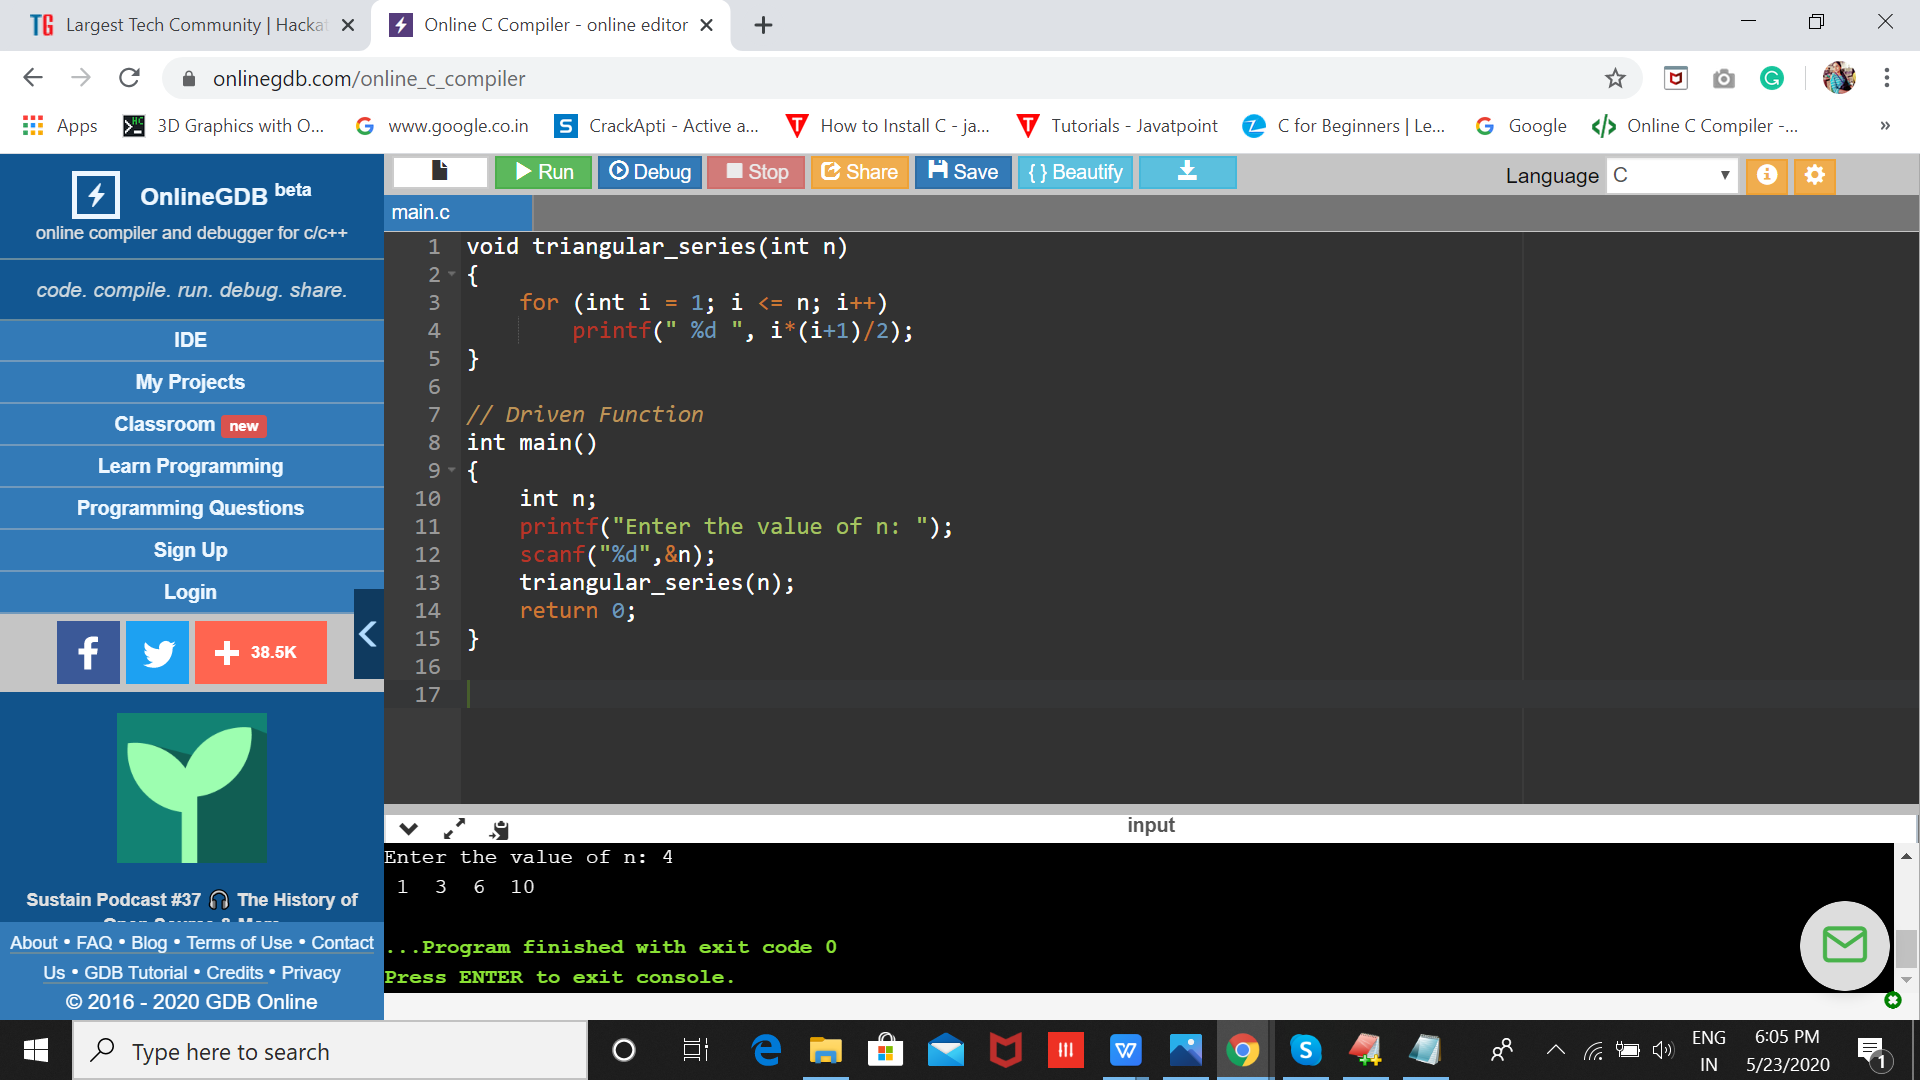 TG Largest Tech Community | Hacka
Online C Compiler - online editor
onlinegdb.com/online_c_compiler
Apps
HC 3D Graphics with O...
www.google.co.in
S CrackApti - Active a...
How to Install C - ja...
Tutorials - Javatpoint
C for Beginners | Le...
Google
Online C Compiler -...
»
OnlineGDB beta
online compiler and debugger for c/c++
code. compile. run. debug. share.
IDE
My Projects
Classroom new
Learn Programming
Programming Questions
Sign Up
Login
38.5K
Sustain Podcast #37 🎧 The History of
About • FAQ • Blog • Terms of Use • Contact
Us • GDB Tutorial • Credits • Privacy
© 2016 - 2020 GDB Online
Run Debug Stop Share Save { } Beautify
Language C
main.c
1 void triangular_series(int n)
2 {
3     for (int i = 1; i <= n; i++)
4         printf(" %d ", i*(i+1)/2);
5 }
6
7 // Driven Function
8 int main()
9 {
10     int n;
11     printf("Enter the value of n: ");
12     scanf("%d",&n);
13     triangular_series(n);
14     return 0;
15 }
16
17
input
Enter the value of n: 4
1 3 6 10
...Program finished with exit code 0
Press ENTER to exit console.
Type here to search
ENG
IN
6:05 PM
5/23/2020
1